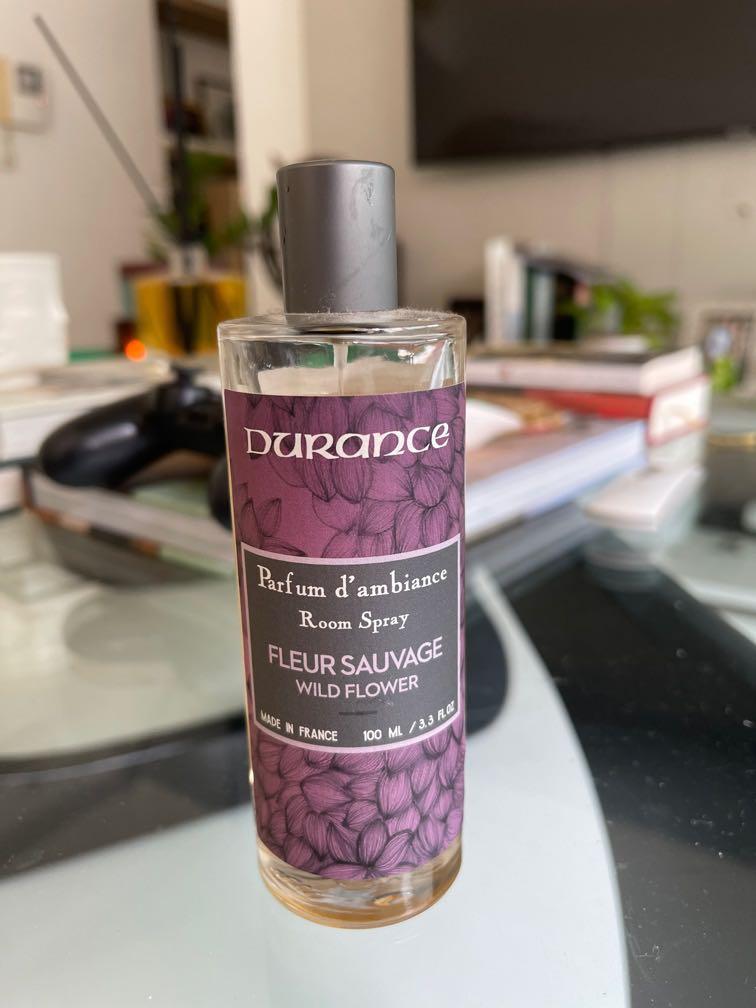 DURANCE
Parfum d'ambiance
Room Spray
FLEUR SAUVAGE
WILD FLOWER
MADE IN FRANCE 100 ML / 3.3 FL.OZ